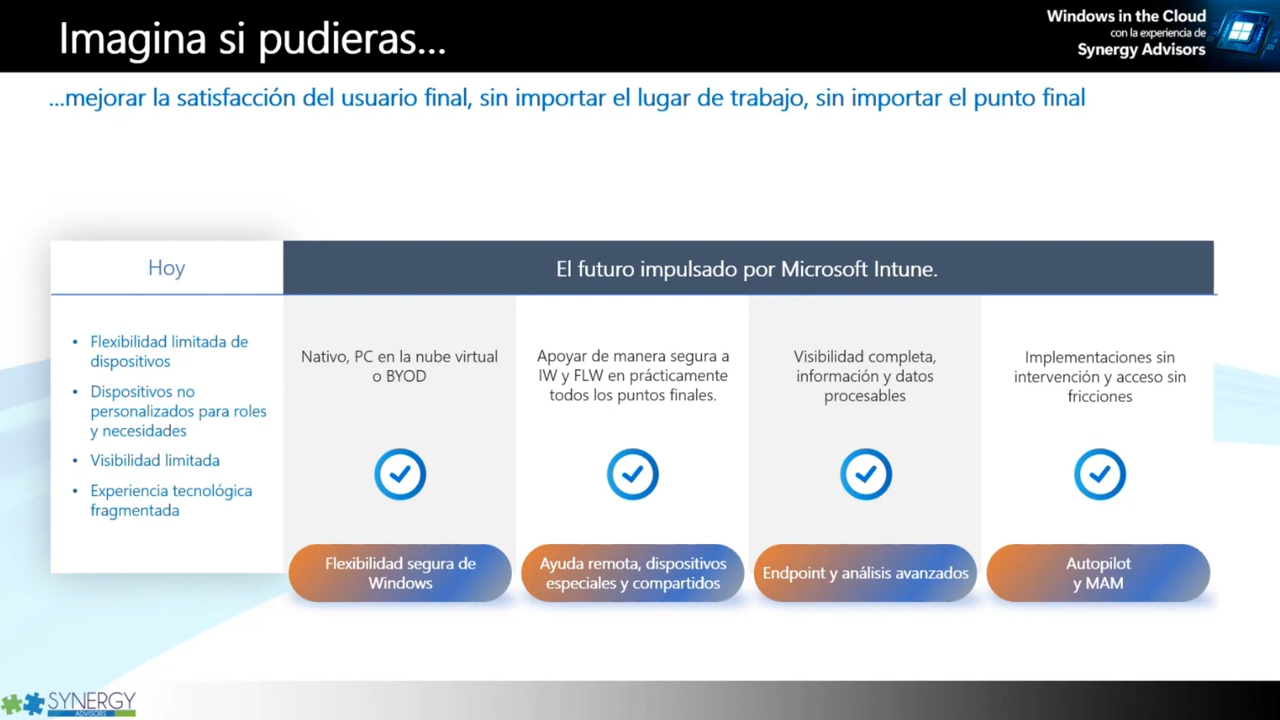 Imagina si pudieras...
Windows in the Cloud
con la experiencia de
Synergy Advisors
...mejorar la satisfacción del usuario final, sin importar el lugar de trabajo, sin importar el punto final
Hoy
El futuro impulsado por Microsoft Intune.
• Flexibilidad limitada de
dispositivos
• Dispositivos no
personalizados para roles
y necesidades
• Visibilidad limitada
• Experiencia tecnológica
fragmentada
Nativo, PC en la nube virtual
o BYOD
Flexibilidad segura de
Windows
Apoyar de manera segura a
IW y FLW en prácticamente
todos los puntos finales.
Ayuda remota, dispositivos
especiales y compartidos
Visibilidad completa,
información y datos
procesables
Endpoint y análisis avanzados
Implementaciones sin
intervención y acceso sin
fricciones
Autopilot
y MAM
SYNERGY
ADVISORS